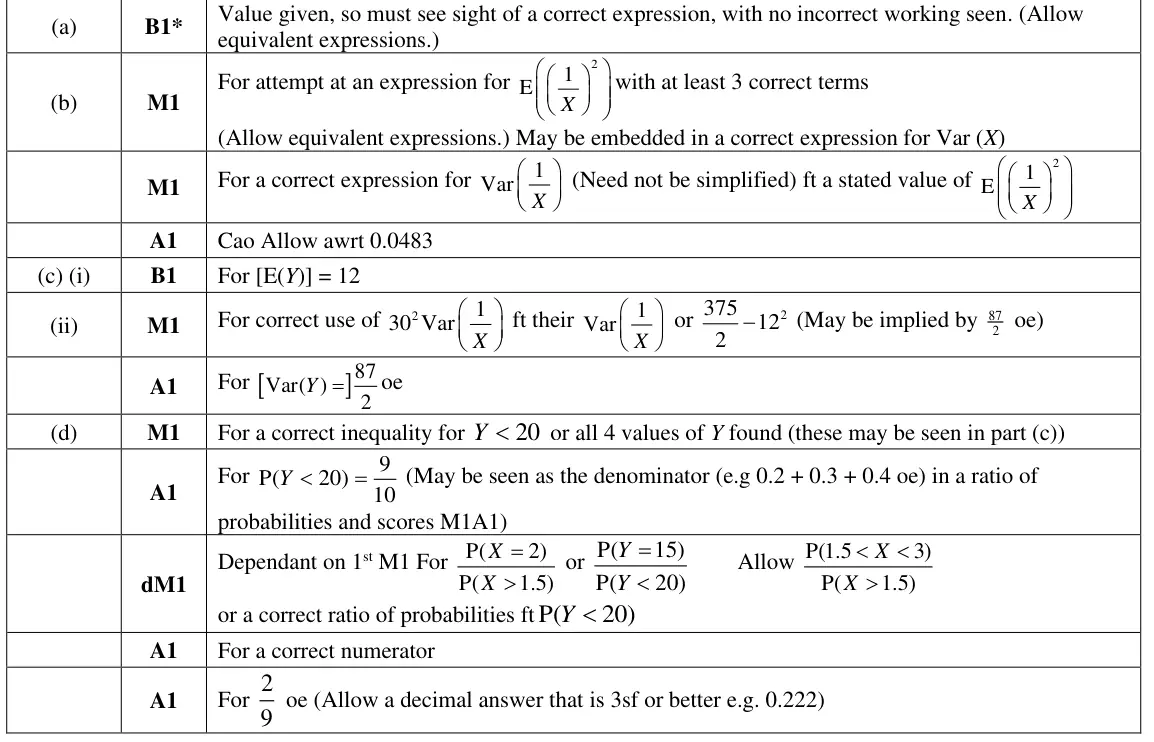 (a) B1* Value given, so must see sight of a correct expression, with no incorrect working seen. (Allow
equivalent expressions.)
(b) M1 For attempt at an expression for E((1/X)²) with at least 3 correct terms
(Allow equivalent expressions.) May be embedded in a correct expression for Var (X)
M1 For a correct expression for Var(1/X) (Need not be simplified) ft a stated value of E((1/X)²)
A1 Cao Allow awrt 0.0483
(c) (i) B1 For [E(Y)] = 12
(ii) M1 For correct use of 30²Var(1/X) ft their Var(1/X) or 375/2 − 12² (May be implied by 87/2 oe)
A1 For [Var(Y) =] 87/2 oe
(d) M1 For a correct inequality for Y < 20 or all 4 values of Y found (these may be seen in part (c))
A1 For P(Y < 20) = 9/10 (May be seen as the denominator (e.g 0.2 + 0.3 + 0.4 oe) in a ratio of
probabilities and scores M1A1)
dM1 Dependant on 1st M1 For P(X = 2)/P(X > 1.5) or P(Y = 15)/P(Y < 20) Allow P(1.5 < X < 3)/P(X > 1.5)
or a correct ratio of probabilities ft P(Y < 20)
A1 For a correct numerator
A1 For 2/9 oe (Allow a decimal answer that is 3sf or better e.g. 0.222)